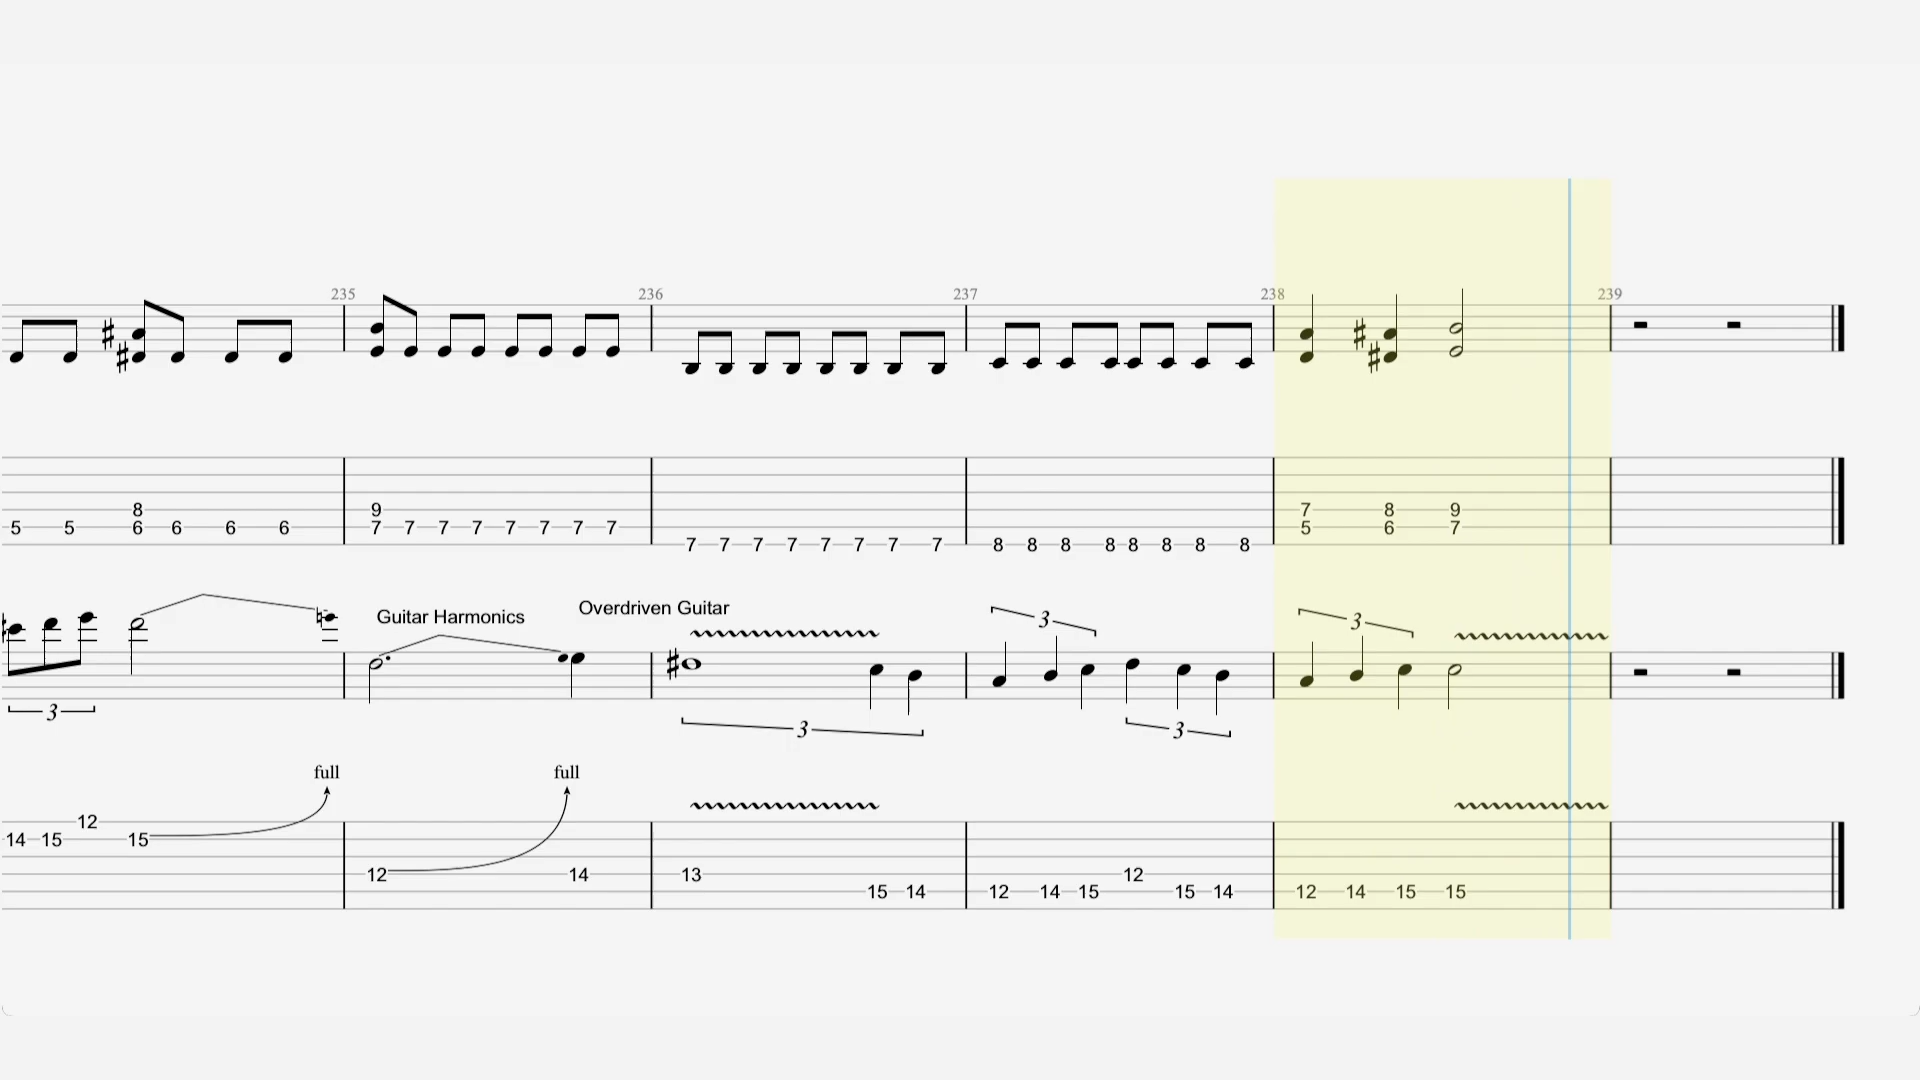 235 236 237 238 239
8 9 7 8 9
5 5 6 6 6 6 7 7 7 7 7 7 7 7 5 6 7
7 7 7 7 7 7 7 7 8 8 8 8 8 8 8 8
Guitar Harmonics Overdriven Guitar
3 3
3 3 3
full full
12
14 15 15
12 14 13 12
15 14 12 14 15 15 14 12 14 15 15